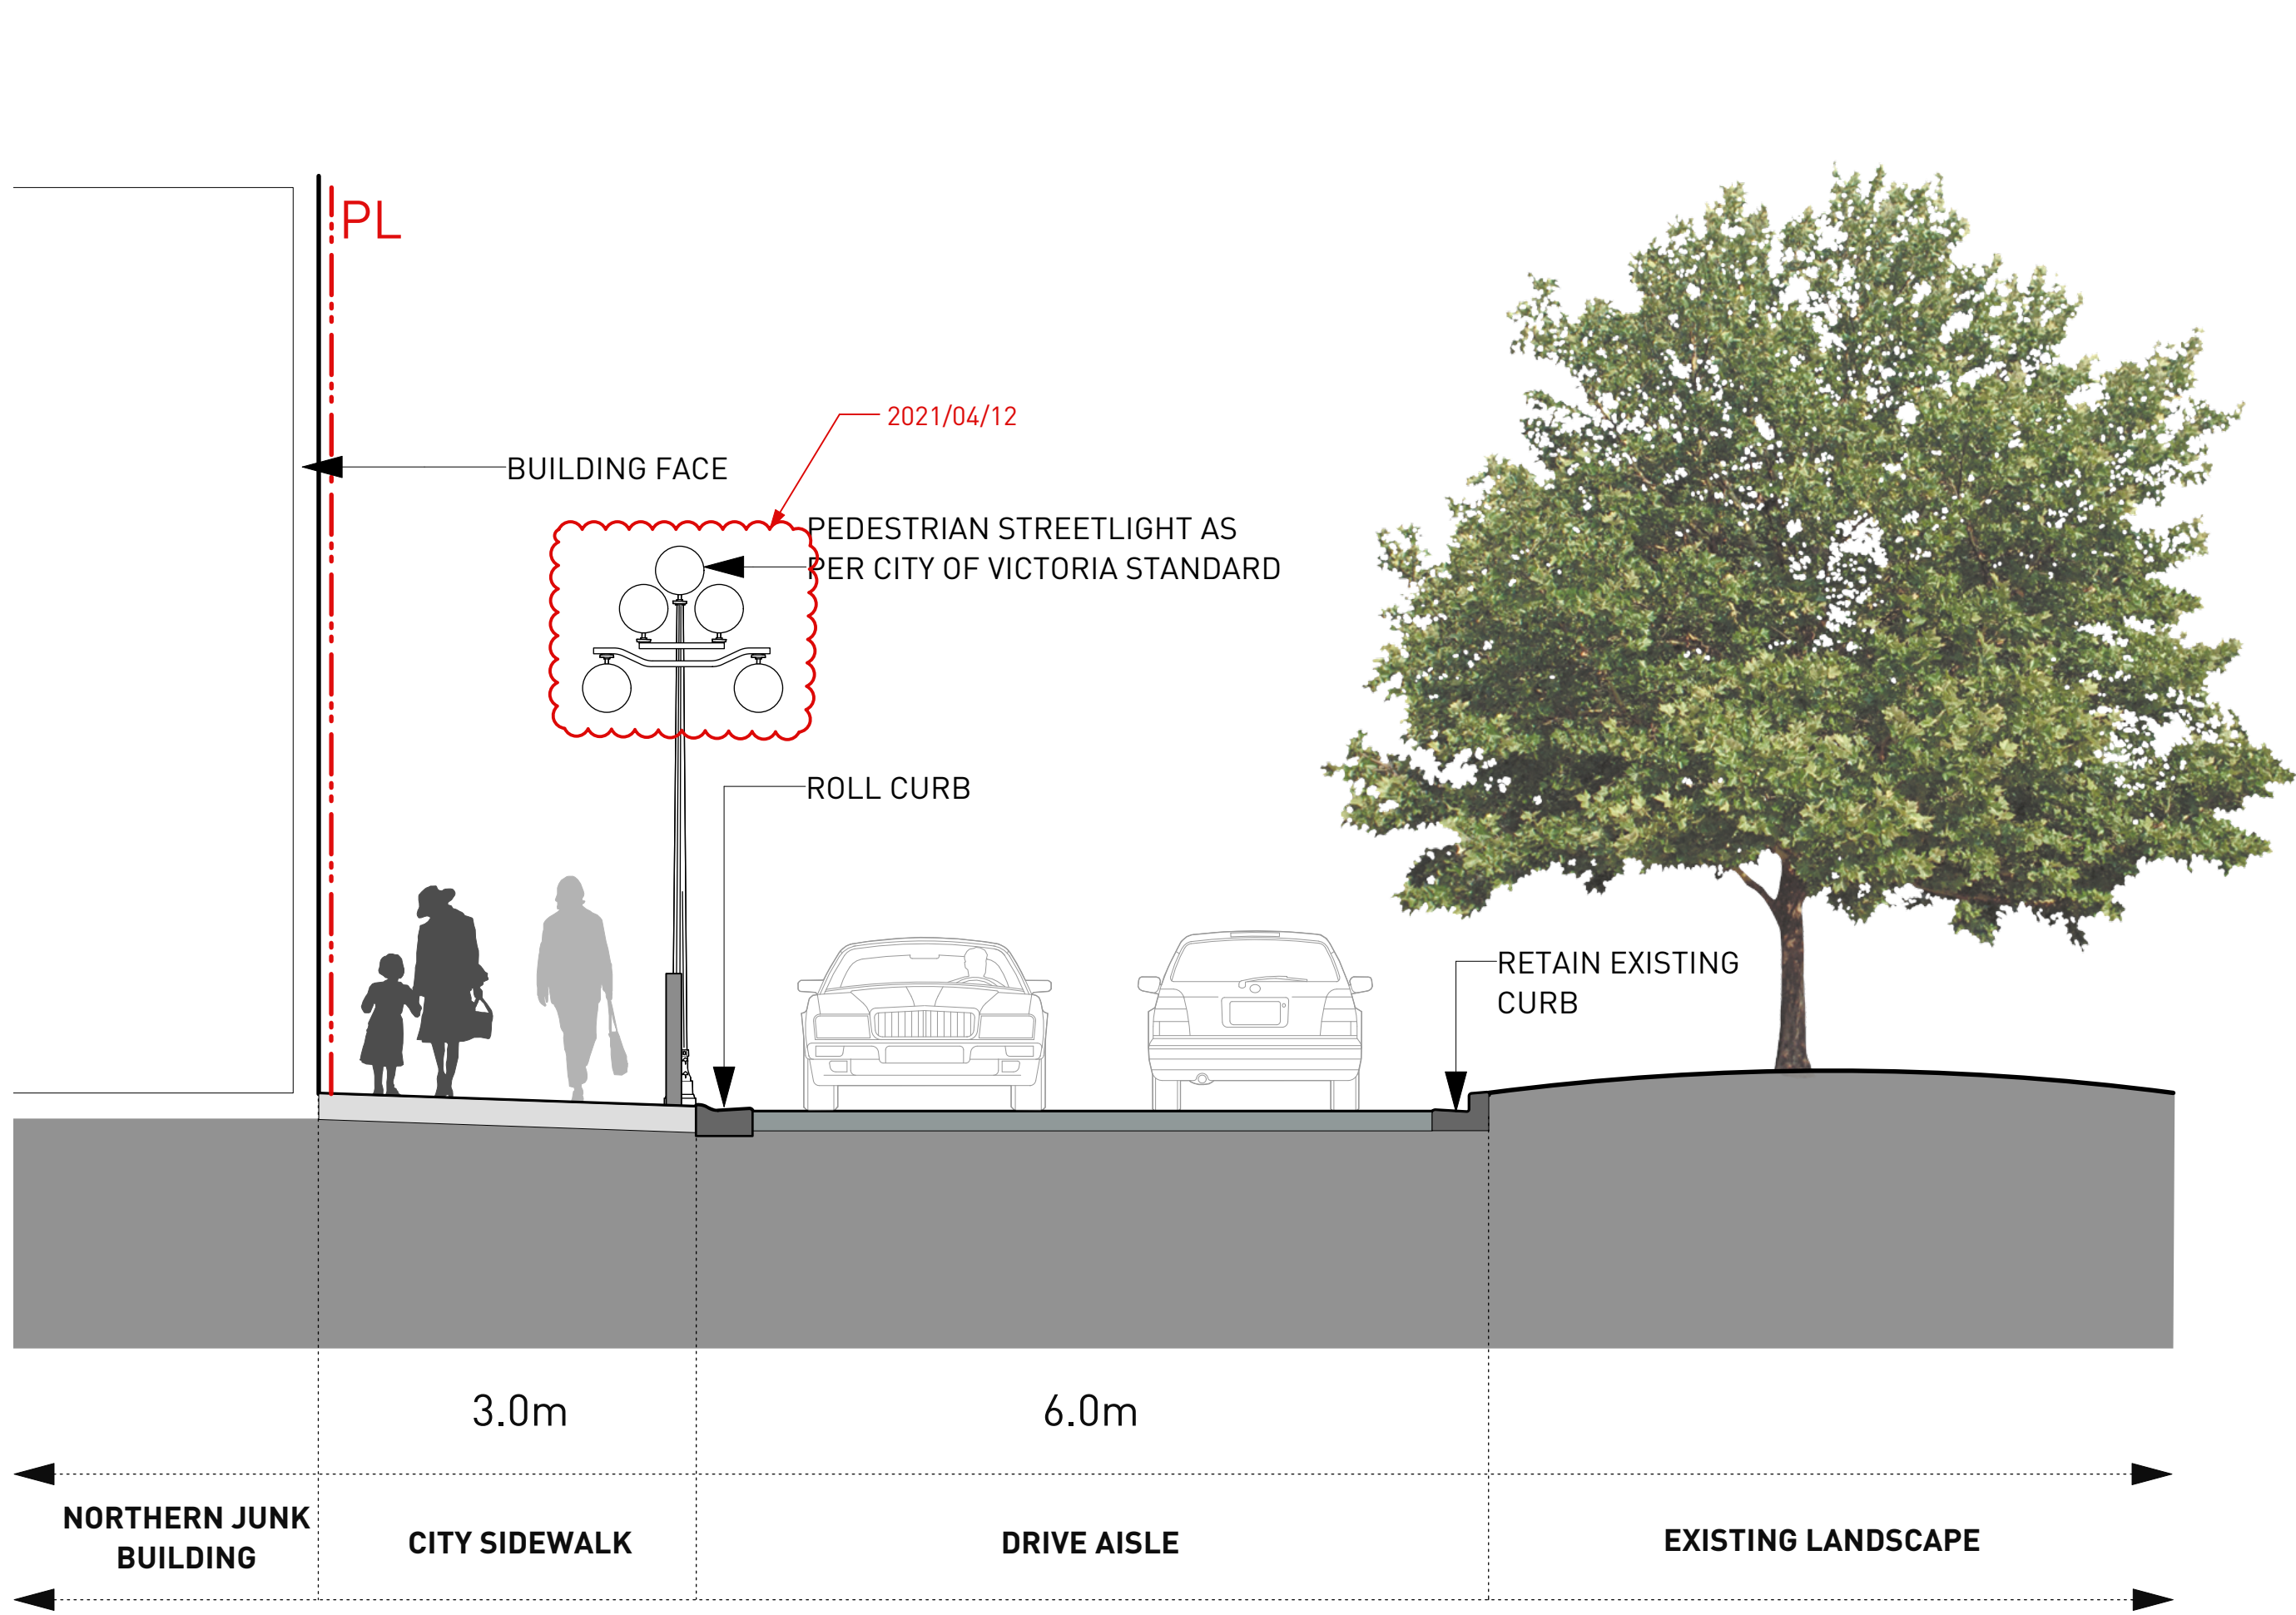 PL
2021/04/12
BUILDING FACE
PEDESTRIAN STREETLIGHT AS
PER CITY OF VICTORIA STANDARD
ROLL CURB
RETAIN EXISTING
CURB
3.0m
6.0m
NORTHERN JUNK
BUILDING
CITY SIDEWALK
DRIVE AISLE
EXISTING LANDSCAPE